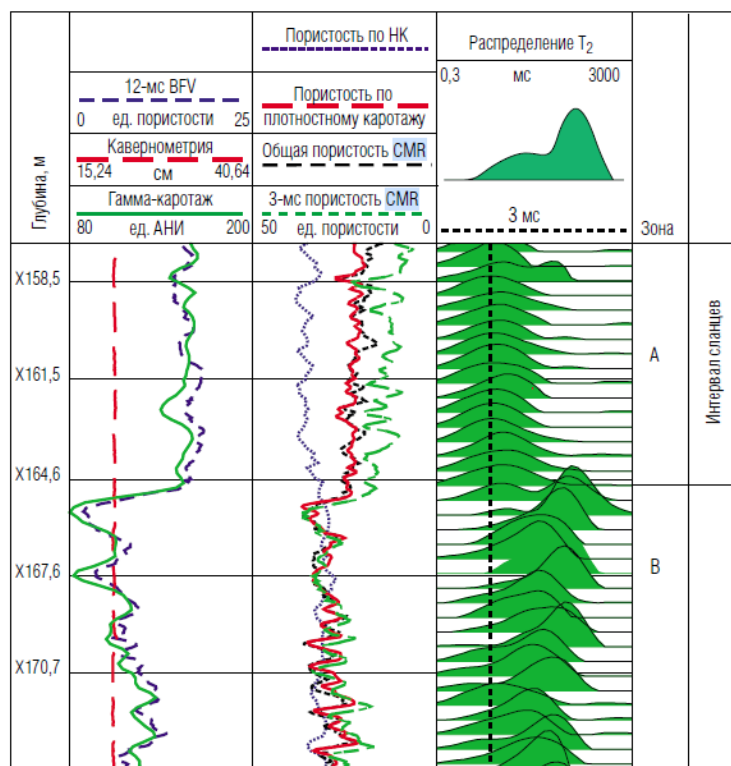 Глубина, м
12-мс BFV
0 ед. пористости 25
Кавернометрия
15,24 см 40,64
Гамма-каротаж
80 ед. АНИ 200
Пористость по НК
Пористость по
плотностному каротажу
Общая пористость CMR
3-мс пористость CMR
50 ед. пористости 0
Распределение T₂
0,3 мс 3000
3 мс
Зона
X158,5
X161,5
X164,6
X167,6
X170,7
A
B
Интервал сланцев